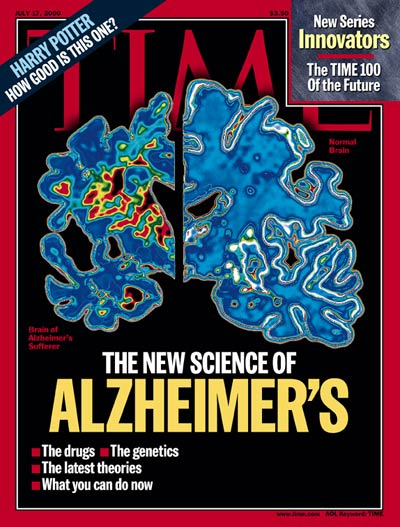 JULY 17, 2000
$3.50
HARRY POTTER
HOW GOOD IS THIS ONE?
New Series
Innovators
The TIME 100
Of the Future
TIME
Normal
Brain
Brain of
Alzheimer's
Sufferer
THE NEW SCIENCE OF
ALZHEIMER'S
The drugs The genetics
The latest theories
What you can do now
www.time.com AOL Keyword: TIME